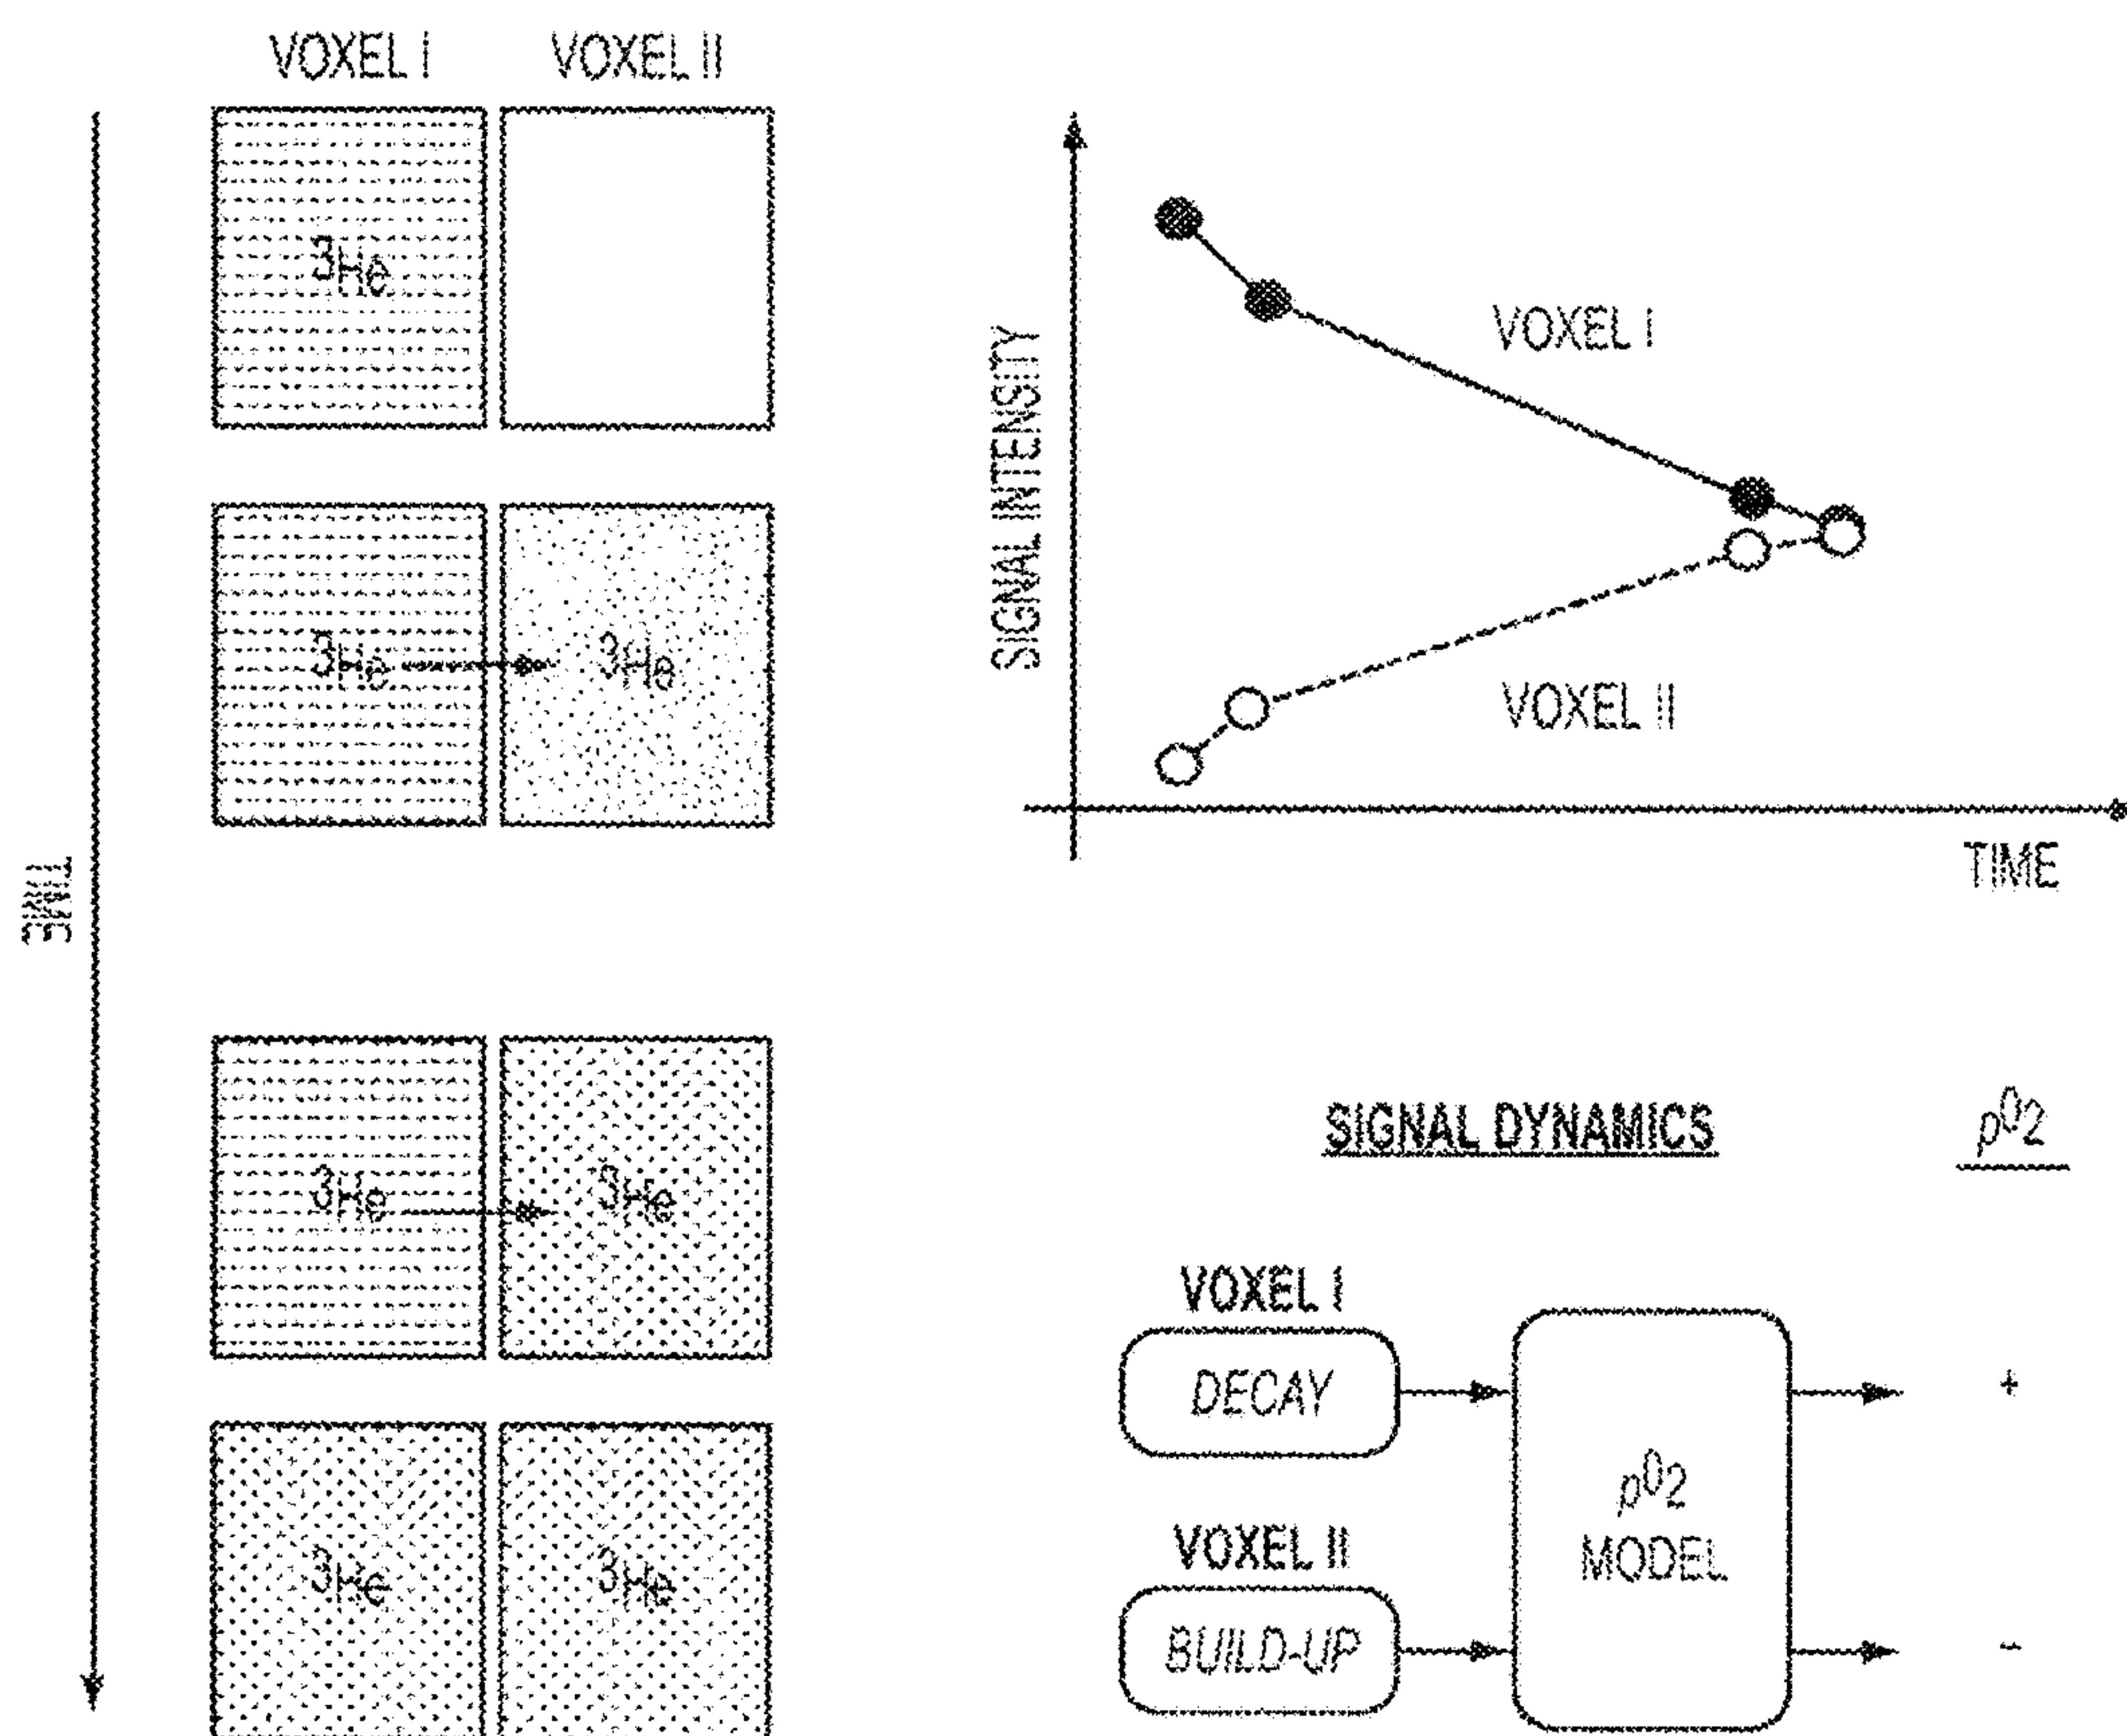 VOXEL I
VOXEL II
³He
³He
³He
³He
³He
³He
³He
TIME
SIGNAL INTENSITY
VOXEL I
VOXEL II
TIME
SIGNAL DYNAMICS
pO2
VOXEL I
DECAY
+
pO2
MODEL
VOXEL II
BUILD-UP
-